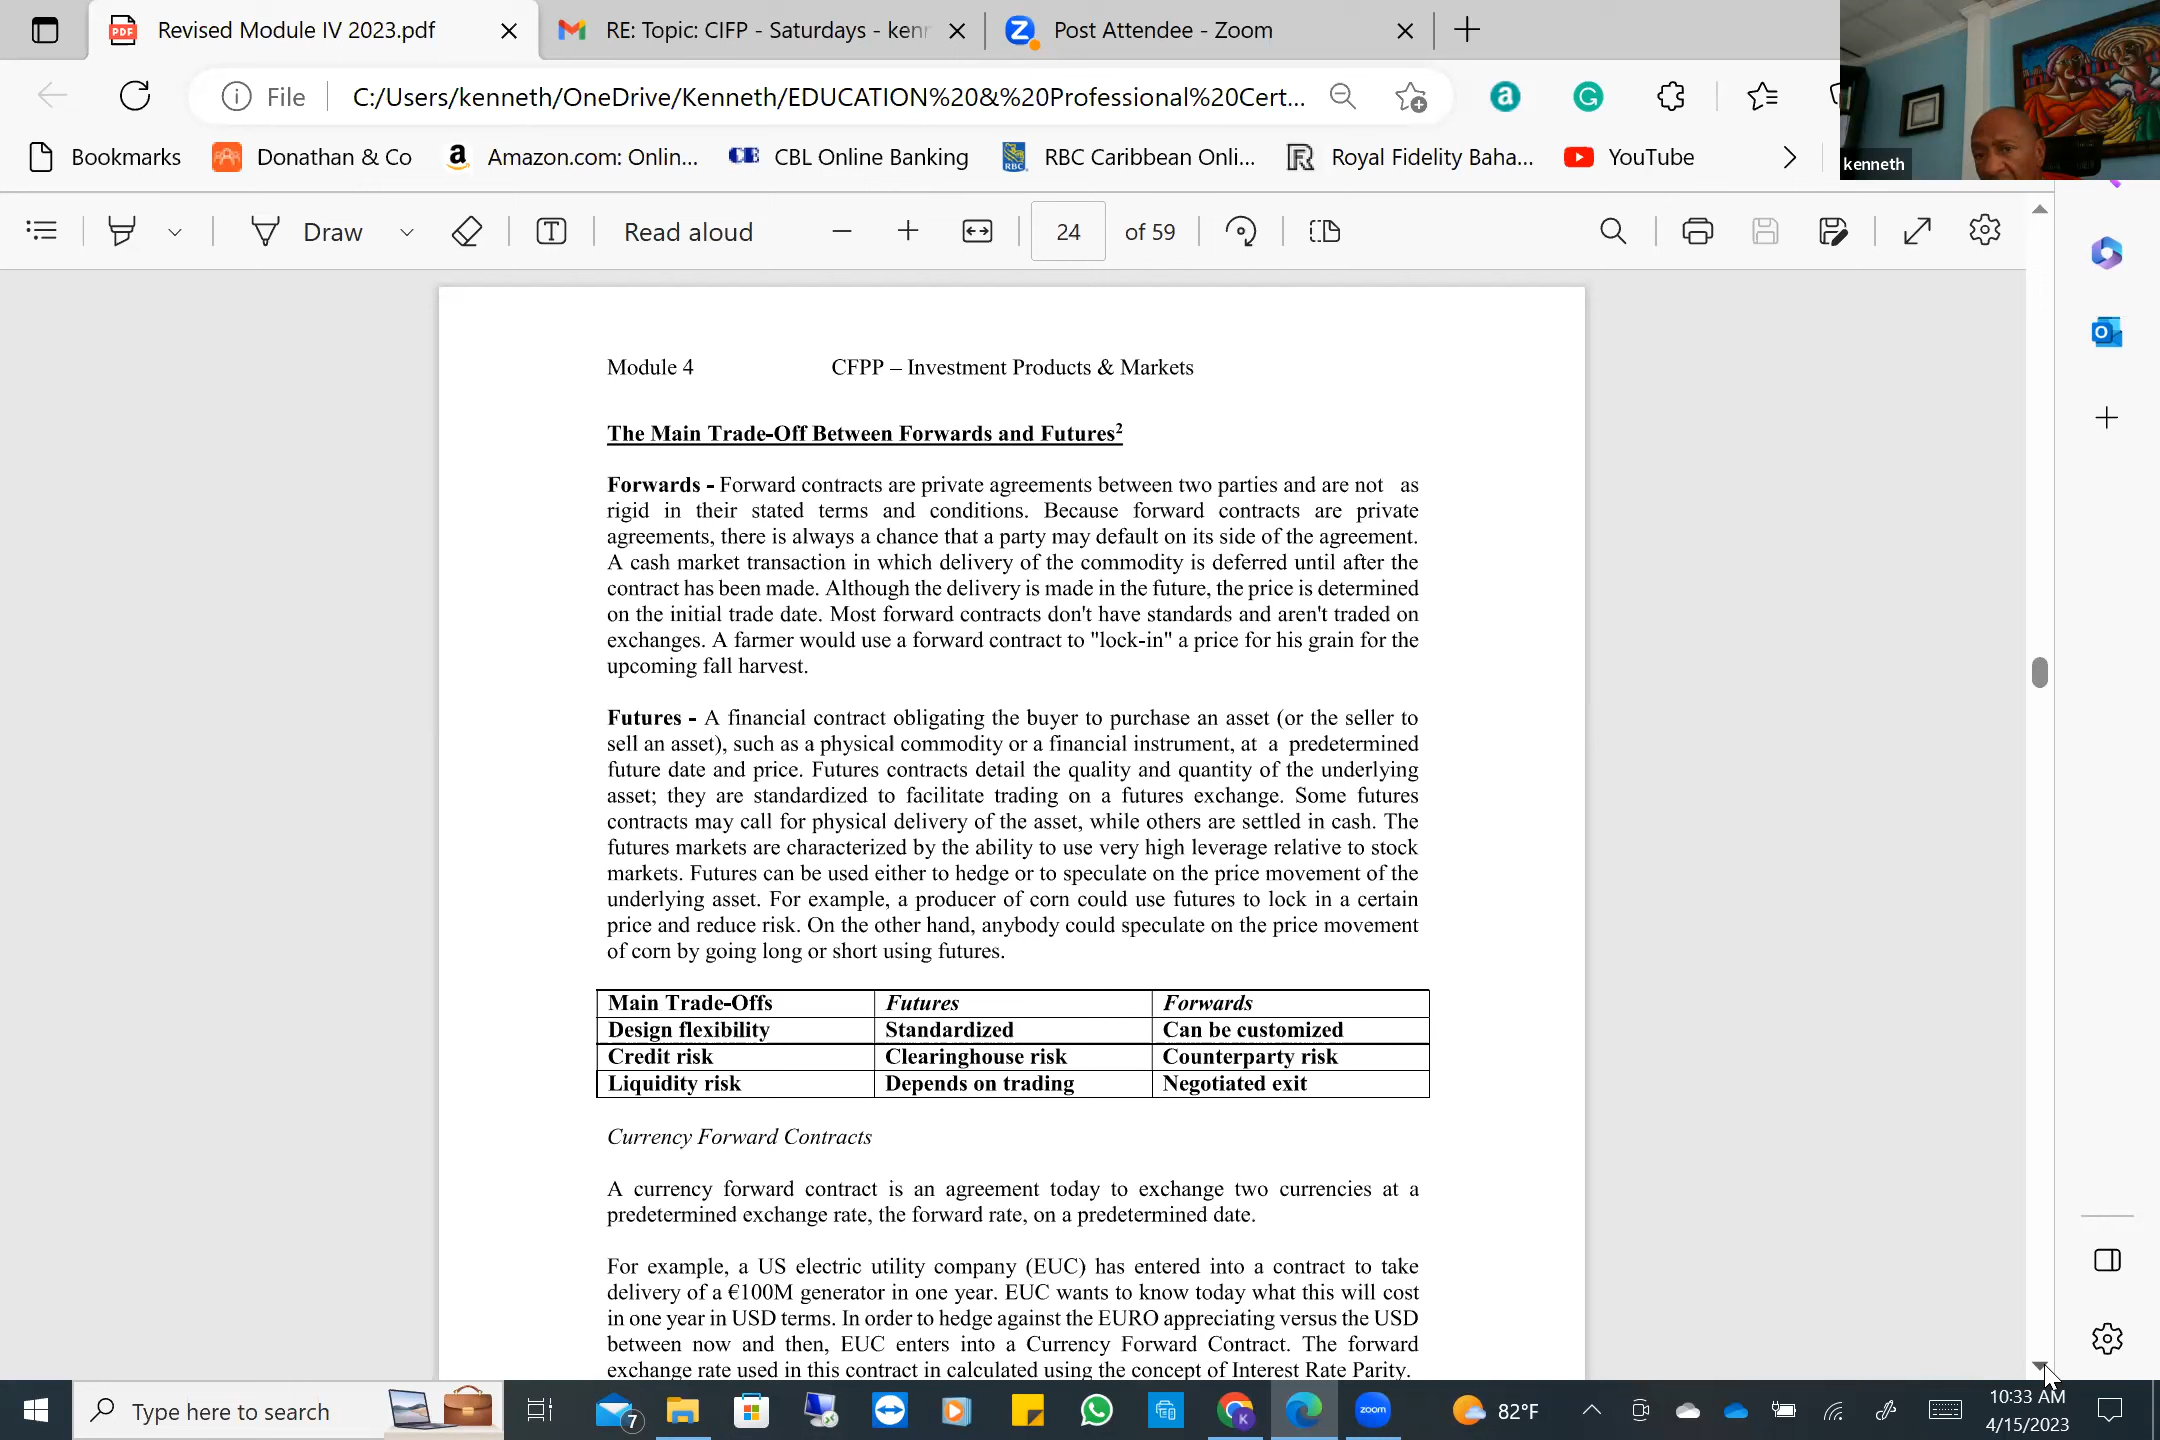 Revised Module IV 2023.pdf
RE: Topic: CIFP - Saturdays - ken
Post Attendee - Zoom
File
C:/Users/kenneth/OneDrive/Kenneth/EDUCATION%20&%20Professional%20Cert...
Bookmarks
Donathan & Co
Amazon.com: Onlin...
CBL Online Banking
RBC Caribbean Onli...
Royal Fidelity Baha...
YouTube
kenneth
Draw
Read aloud
24
of 59
Module 4
CFPP – Investment Products & Markets
The Main Trade-Off Between Forwards and Futures2
Forwards - Forward contracts are private agreements between two parties and are not as
rigid in their stated terms and conditions. Because forward contracts are private
agreements, there is always a chance that a party may default on its side of the agreement.
A cash market transaction in which delivery of the commodity is deferred until after the
contract has been made. Although the delivery is made in the future, the price is determined
on the initial trade date. Most forward contracts don't have standards and aren't traded on
exchanges. A farmer would use a forward contract to "lock-in" a price for his grain for the
upcoming fall harvest.
Futures - A financial contract obligating the buyer to purchase an asset (or the seller to
sell an asset), such as a physical commodity or a financial instrument, at a predetermined
future date and price. Futures contracts detail the quality and quantity of the underlying
asset; they are standardized to facilitate trading on a futures exchange. Some futures
contracts may call for physical delivery of the asset, while others are settled in cash. The
futures markets are characterized by the ability to use very high leverage relative to stock
markets. Futures can be used either to hedge or to speculate on the price movement of the
underlying asset. For example, a producer of corn could use futures to lock in a certain
price and reduce risk. On the other hand, anybody could speculate on the price movement
of corn by going long or short using futures.
Main Trade-Offs Futures Forwards
Design flexibility Standardized Can be customized
Credit risk Clearinghouse risk Counterparty risk
Liquidity risk Depends on trading Negotiated exit
Currency Forward Contracts
A currency forward contract is an agreement today to exchange two currencies at a
predetermined exchange rate, the forward rate, on a predetermined date.
For example, a US electric utility company (EUC) has entered into a contract to take
delivery of a €100M generator in one year. EUC wants to know today what this will cost
in one year in USD terms. In order to hedge against the EURO appreciating versus the USD
between now and then, EUC enters into a Currency Forward Contract. The forward
exchange rate used in this contract in calculated using the concept of Interest Rate Parity.
Type here to search
7
zoom
82°F
10:33 AM
4/15/2023